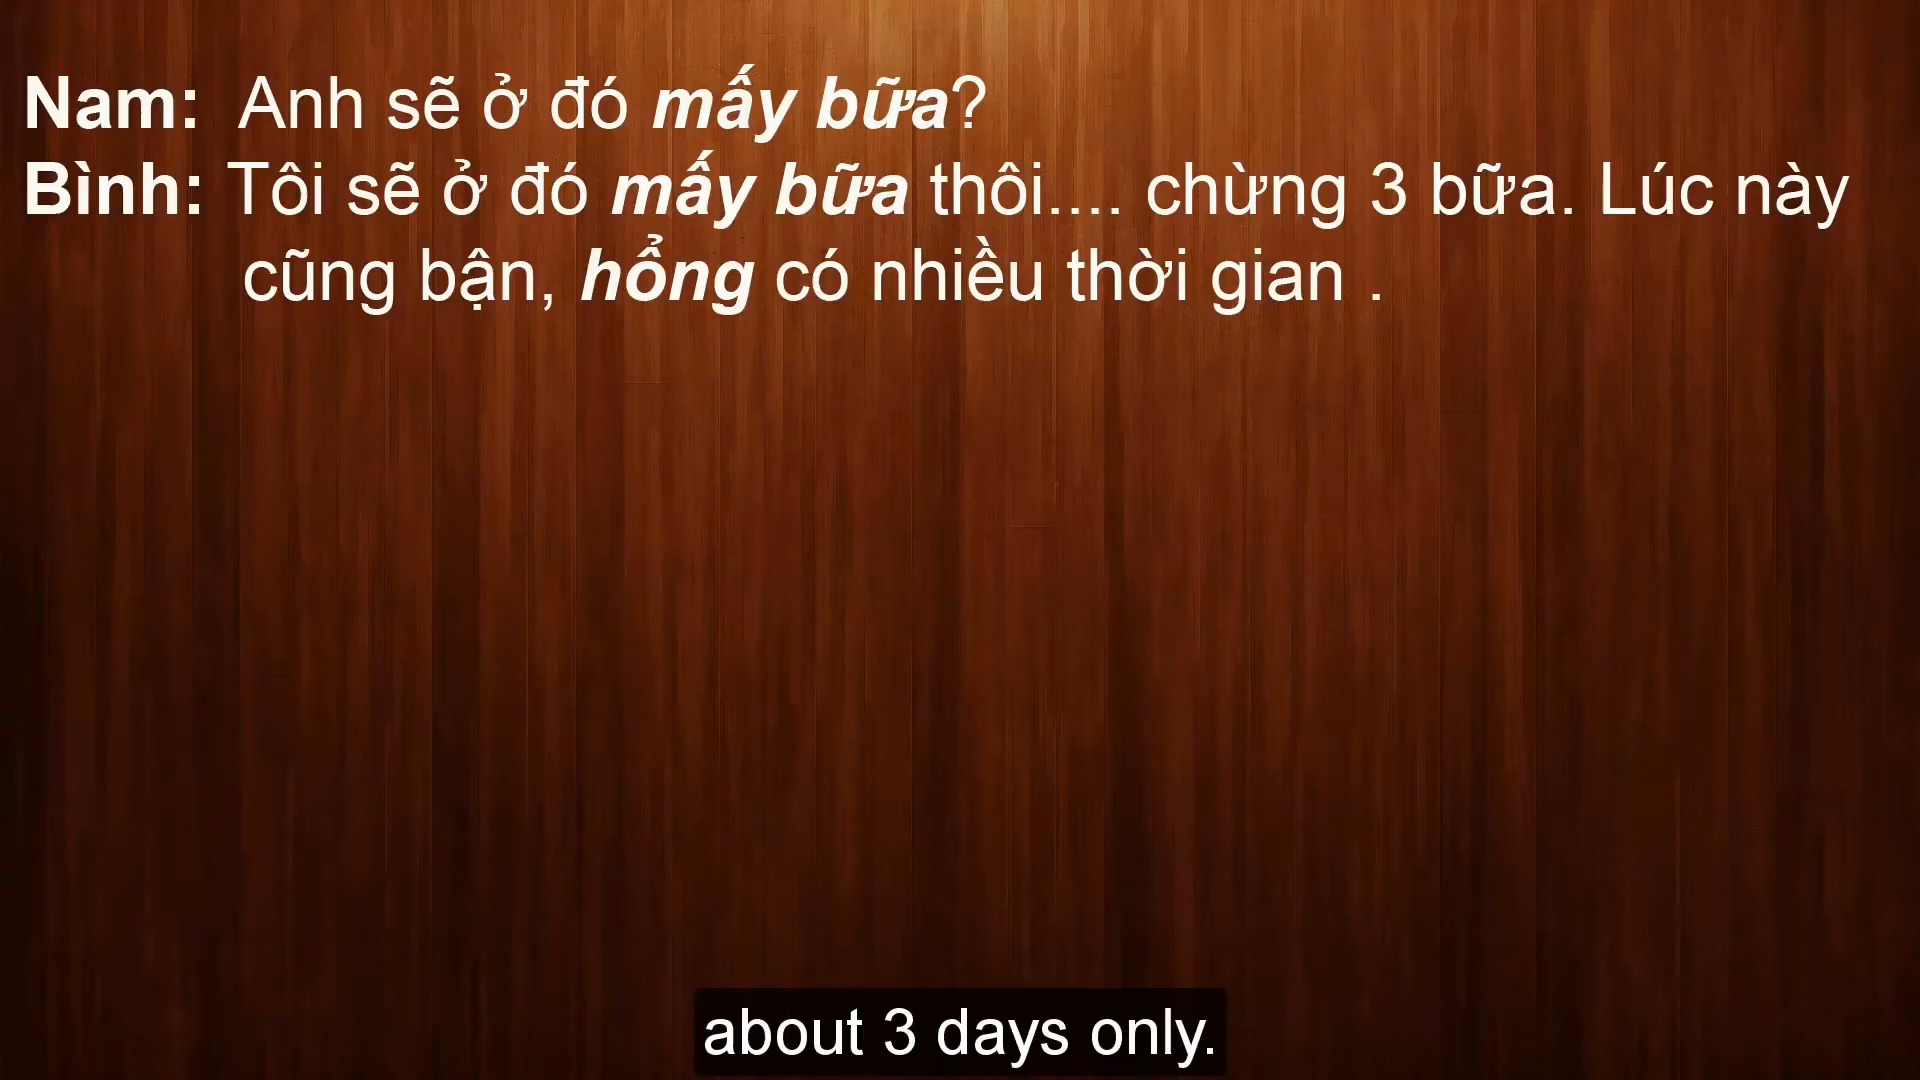 Nam: Anh sẽ ở đó mấy bữa?
Bình: Tôi sẽ ở đó mấy bữa thôi.... chừng 3 bữa. Lúc này
cũng bận, hổng có nhiều thời gian .
about 3 days only.